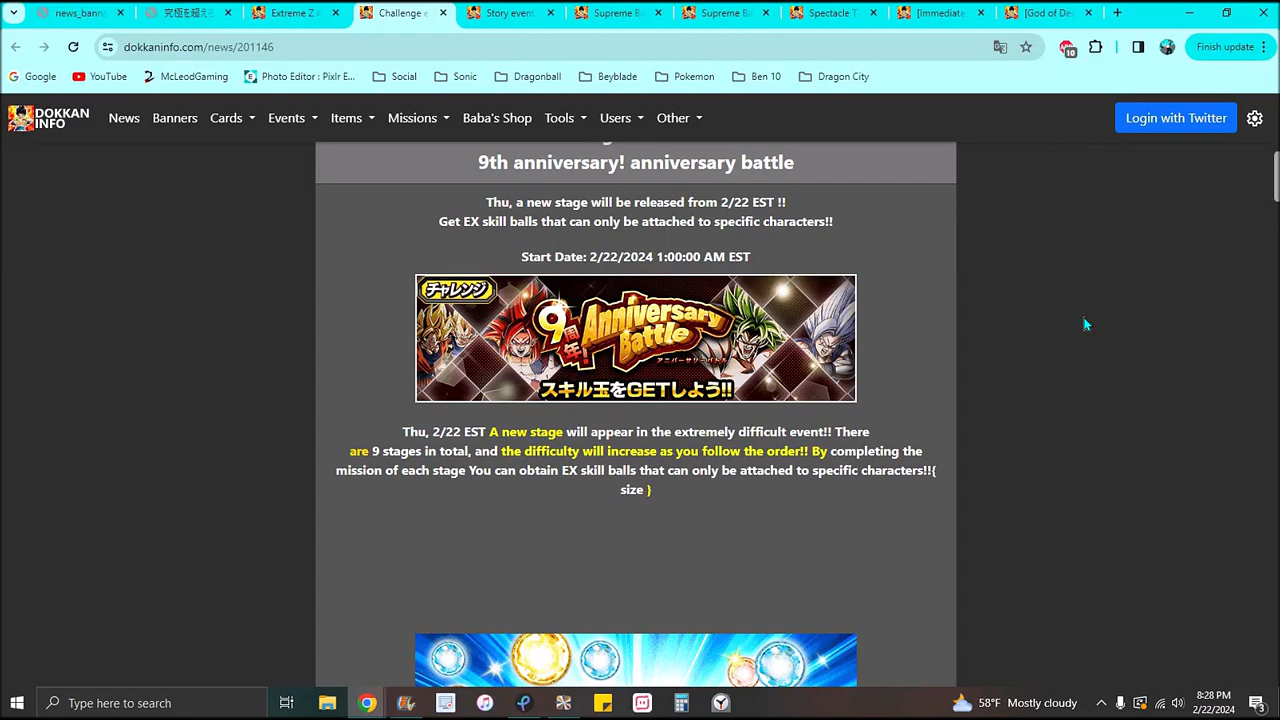 news_bann
究極を超え
Extreme Z A
Challenge e
Story event
Supreme Ba
Supreme Ba
Spectacle T
[Immediate
[God of De
dokkaninfo.com/news/201146
10
Finish update
Google
YouTube
McLeodGaming
Photo Editor : Pixlr E...
Social
Sonic
Dragonball
Beyblade
Pokemon
Ben 10
Dragon City
DOKKAN
INFO
News
Banners
Cards
Events
Items
Missions
Baba's Shop
Tools
Users
Other
Login with Twitter
9th anniversary! anniversary battle
Thu, a new stage will be released from 2/22 EST !!
Get EX skill balls that can only be attached to specific characters!!
Start Date: 2/22/2024 1:00:00 AM EST
チャレンジ
9周年!
Anniversary
Battle
アニバーサリーバトル
スキル玉をGETしよう!!
Thu, 2/22 EST A new stage will appear in the extremely difficult event!! There
are 9 stages in total, and the difficulty will increase as you follow the order!! By completing the
mission of each stage You can obtain EX skill balls that can only be attached to specific characters!!{
size }
Type here to search
58°F Mostly cloudy
8:28 PM
2/22/2024
3